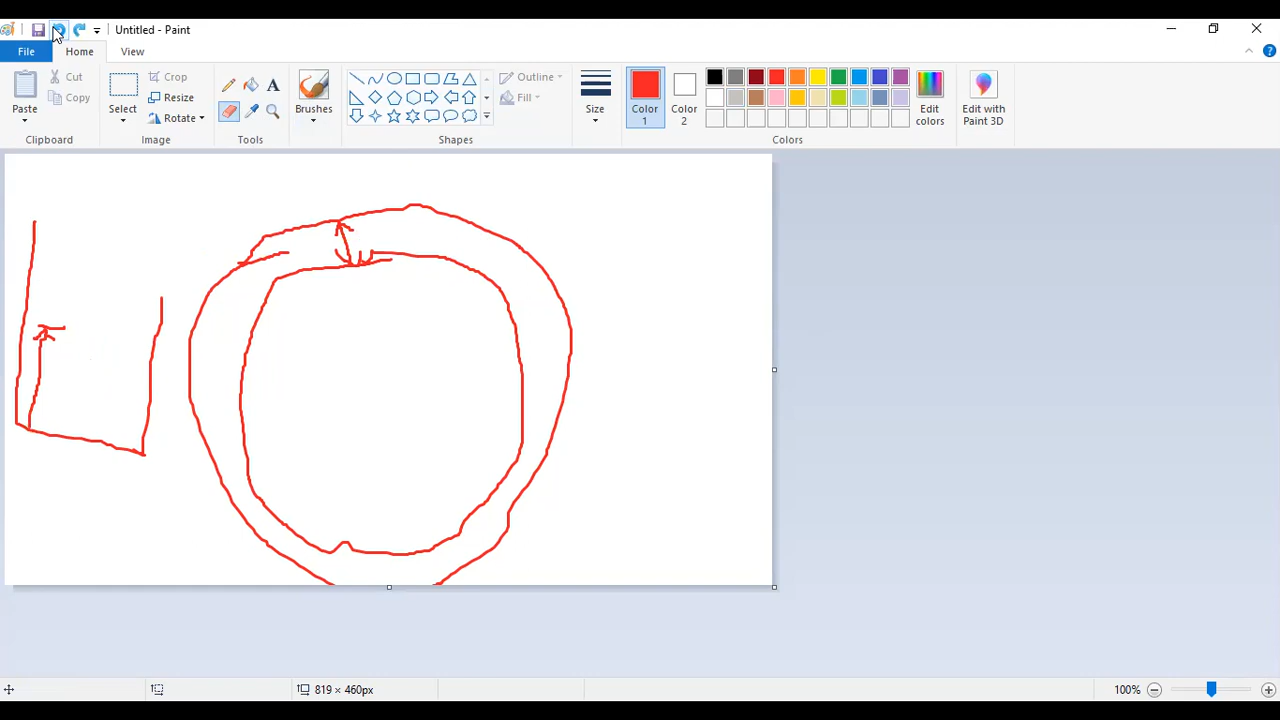 Untitled - Paint
File Home View
Paste
Cut
Copy
Clipboard
Select
Crop
Resize
Rotate
Image
Tools
Brushes
Outline
Fill
Shapes
Size
Color 1
Color 2
Edit colors
Colors
Edit with Paint 3D
819 × 460px
100%